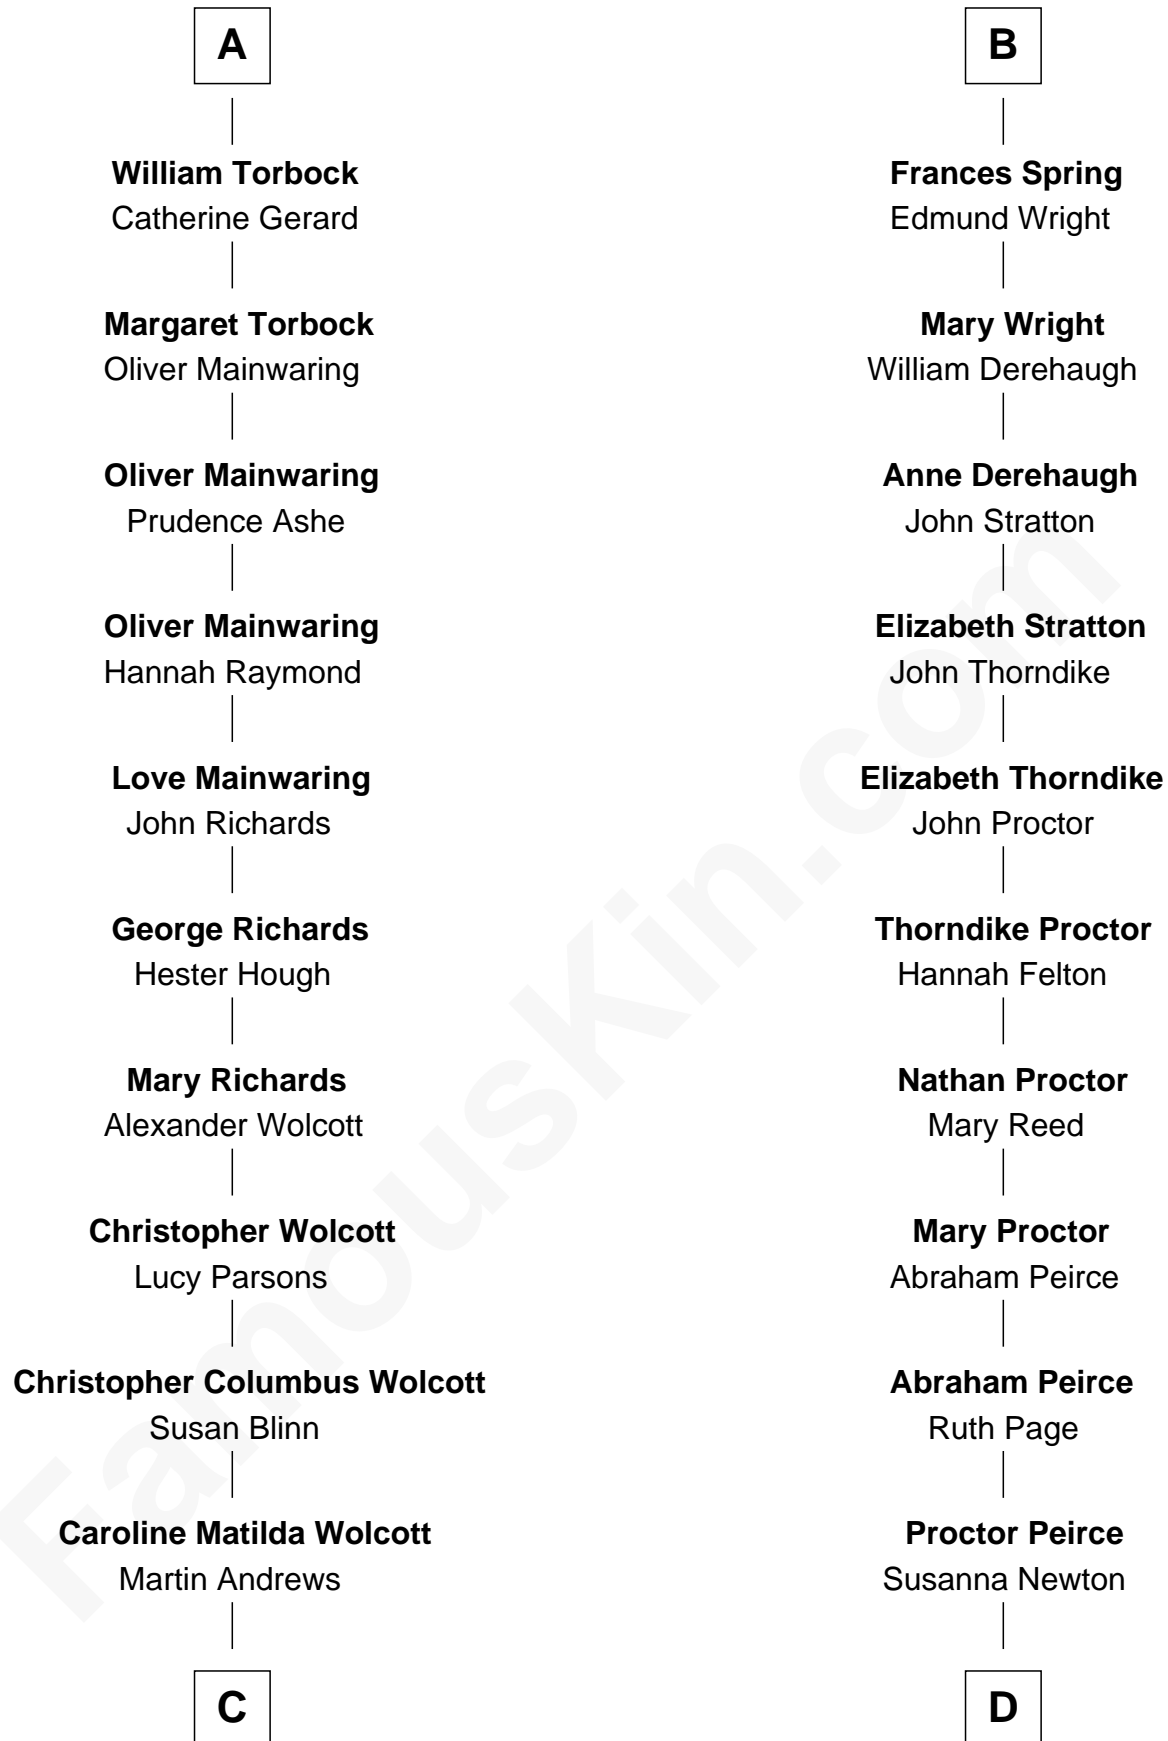 A
William Torbock
Catherine Gerard
Margaret Torbock
Oliver Mainwaring
Oliver Mainwaring
Prudence Ashe
Oliver Mainwaring
Hannah Raymond
Love Mainwaring
John Richards
George Richards
Hester Hough
Mary Richards
Alexander Wolcott
Christopher Wolcott
Lucy Parsons
Christopher Columbus Wolcott
Susan Blinn
Caroline Matilda Wolcott
Martin Andrews
C
B
Frances Spring
Edmund Wright
Mary Wright
William Derehaugh
Anne Derehaugh
John Stratton
Elizabeth Stratton
John Thorndike
Elizabeth Thorndike
John Proctor
Thorndike Proctor
Hannah Felton
Nathan Proctor
Mary Reed
Mary Proctor
Abraham Peirce
Abraham Peirce
Ruth Page
Proctor Peirce
Susanna Newton
D
FamousKin.com